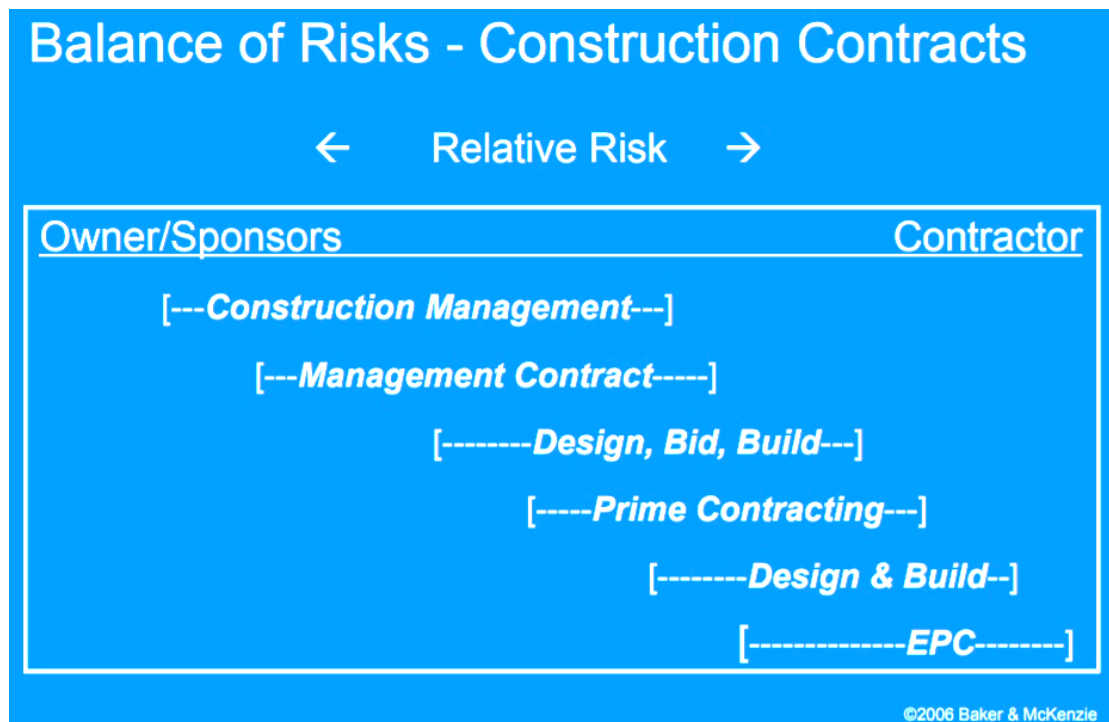 Balance of Risks - Construction Contracts
← Relative Risk →
Owner/Sponsors Contractor
[---Construction Management---]
[---Management Contract-----]
[--------Design, Bid, Build---]
[-----Prime Contracting---]
[--------Design & Build--]
[--------------EPC--------]
©2006 Baker & McKenzie